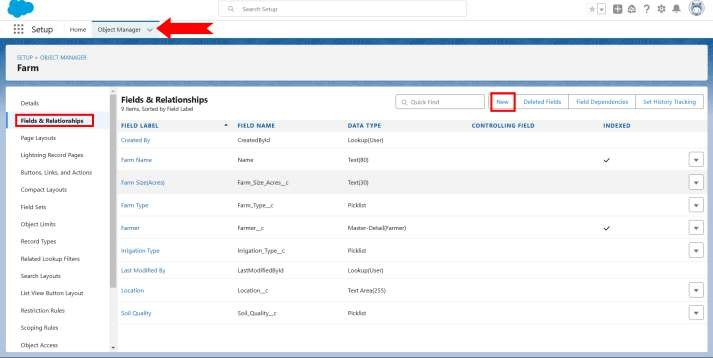 Search Setup
Setup Home Object Manager
SETUP > OBJECT MANAGER
Farm
Details
Fields & Relationships
Page Layouts
Lightning Record Pages
Buttons, Links, and Actions
Compact Layouts
Field Sets
Object Limits
Record Types
Related Lookup Filters
Search Layouts
List View Button Layout
Restriction Rules
Scoping Rules
Object Access
Fields & Relationships
9 Items, Sorted by Field Label
Quick Find New Deleted Fields Field Dependencies Set History Tracking
FIELD LABEL FIELD NAME DATA TYPE CONTROLLING FIELD INDEXED
Created By CreatedById Lookup(User)
Farm Name Name Text(80)
Farm Size(Acres) Farm_Size_Acres__c Text(30)
Farm Type Farm_Type__c Picklist
Farmer Farmer__c Master-Detail(Farmer)
Irrigation Type Irrigation_Type__c Picklist
Last Modified By LastModifiedById Lookup(User)
Location Location__c Text Area(255)
Soil Quality Soil_Quality__c Picklist